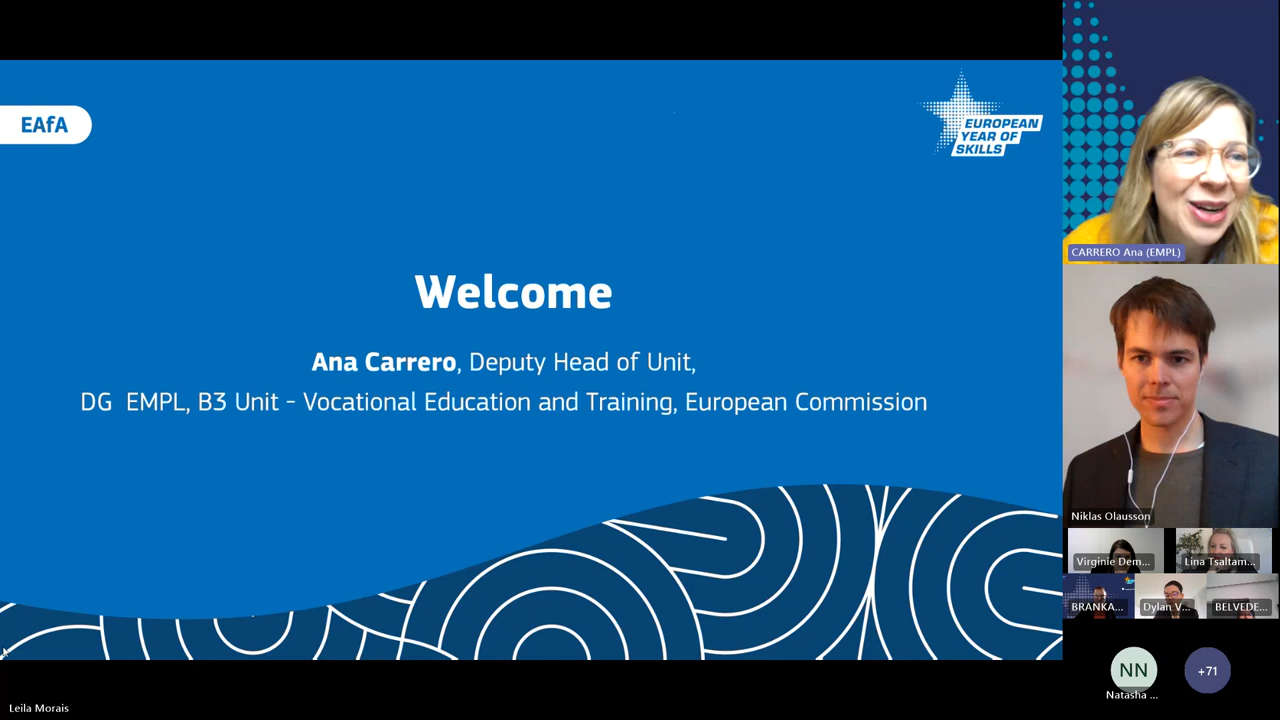 EAfA
EUROPEAN
YEAR OF
SKILLS
Welcome
Ana Carrero, Deputy Head of Unit,
DG EMPL, B3 Unit - Vocational Education and Training, European Commission
CARRERO Ana (EMPL)
Niklas Olausson
Virginie Dem...
Lina Tsaltam...
BRANKA...
Dylan V...
BELVEDE...
NN
+71
Natasha ...
Leila Morais